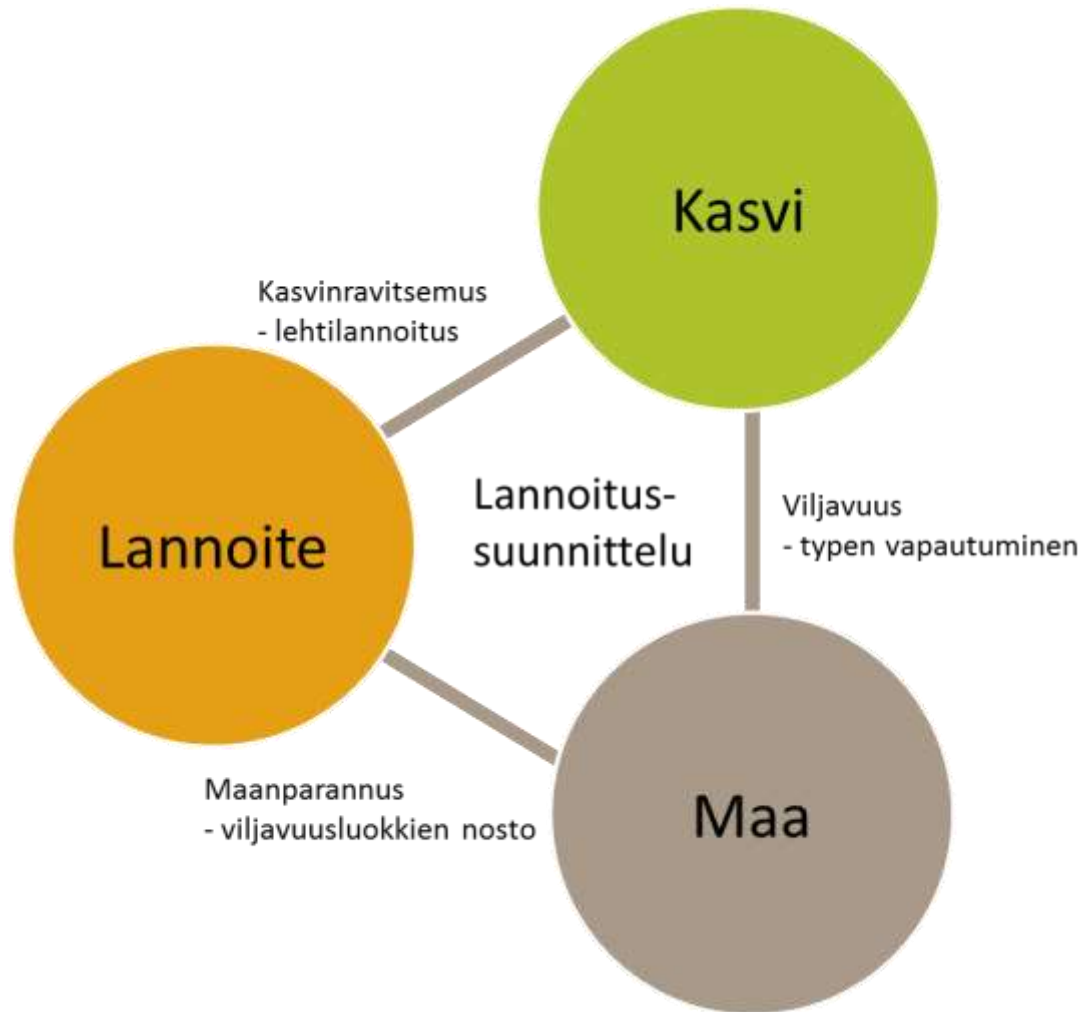 Kasvi
Kasvinravitsemus
- lehtilannoitus
Lannoite
Lannoitus-
suunnittelu
Viljavuus
- typen vapautuminen
Maanparannus
- viljavuusluokkien nosto
Maa